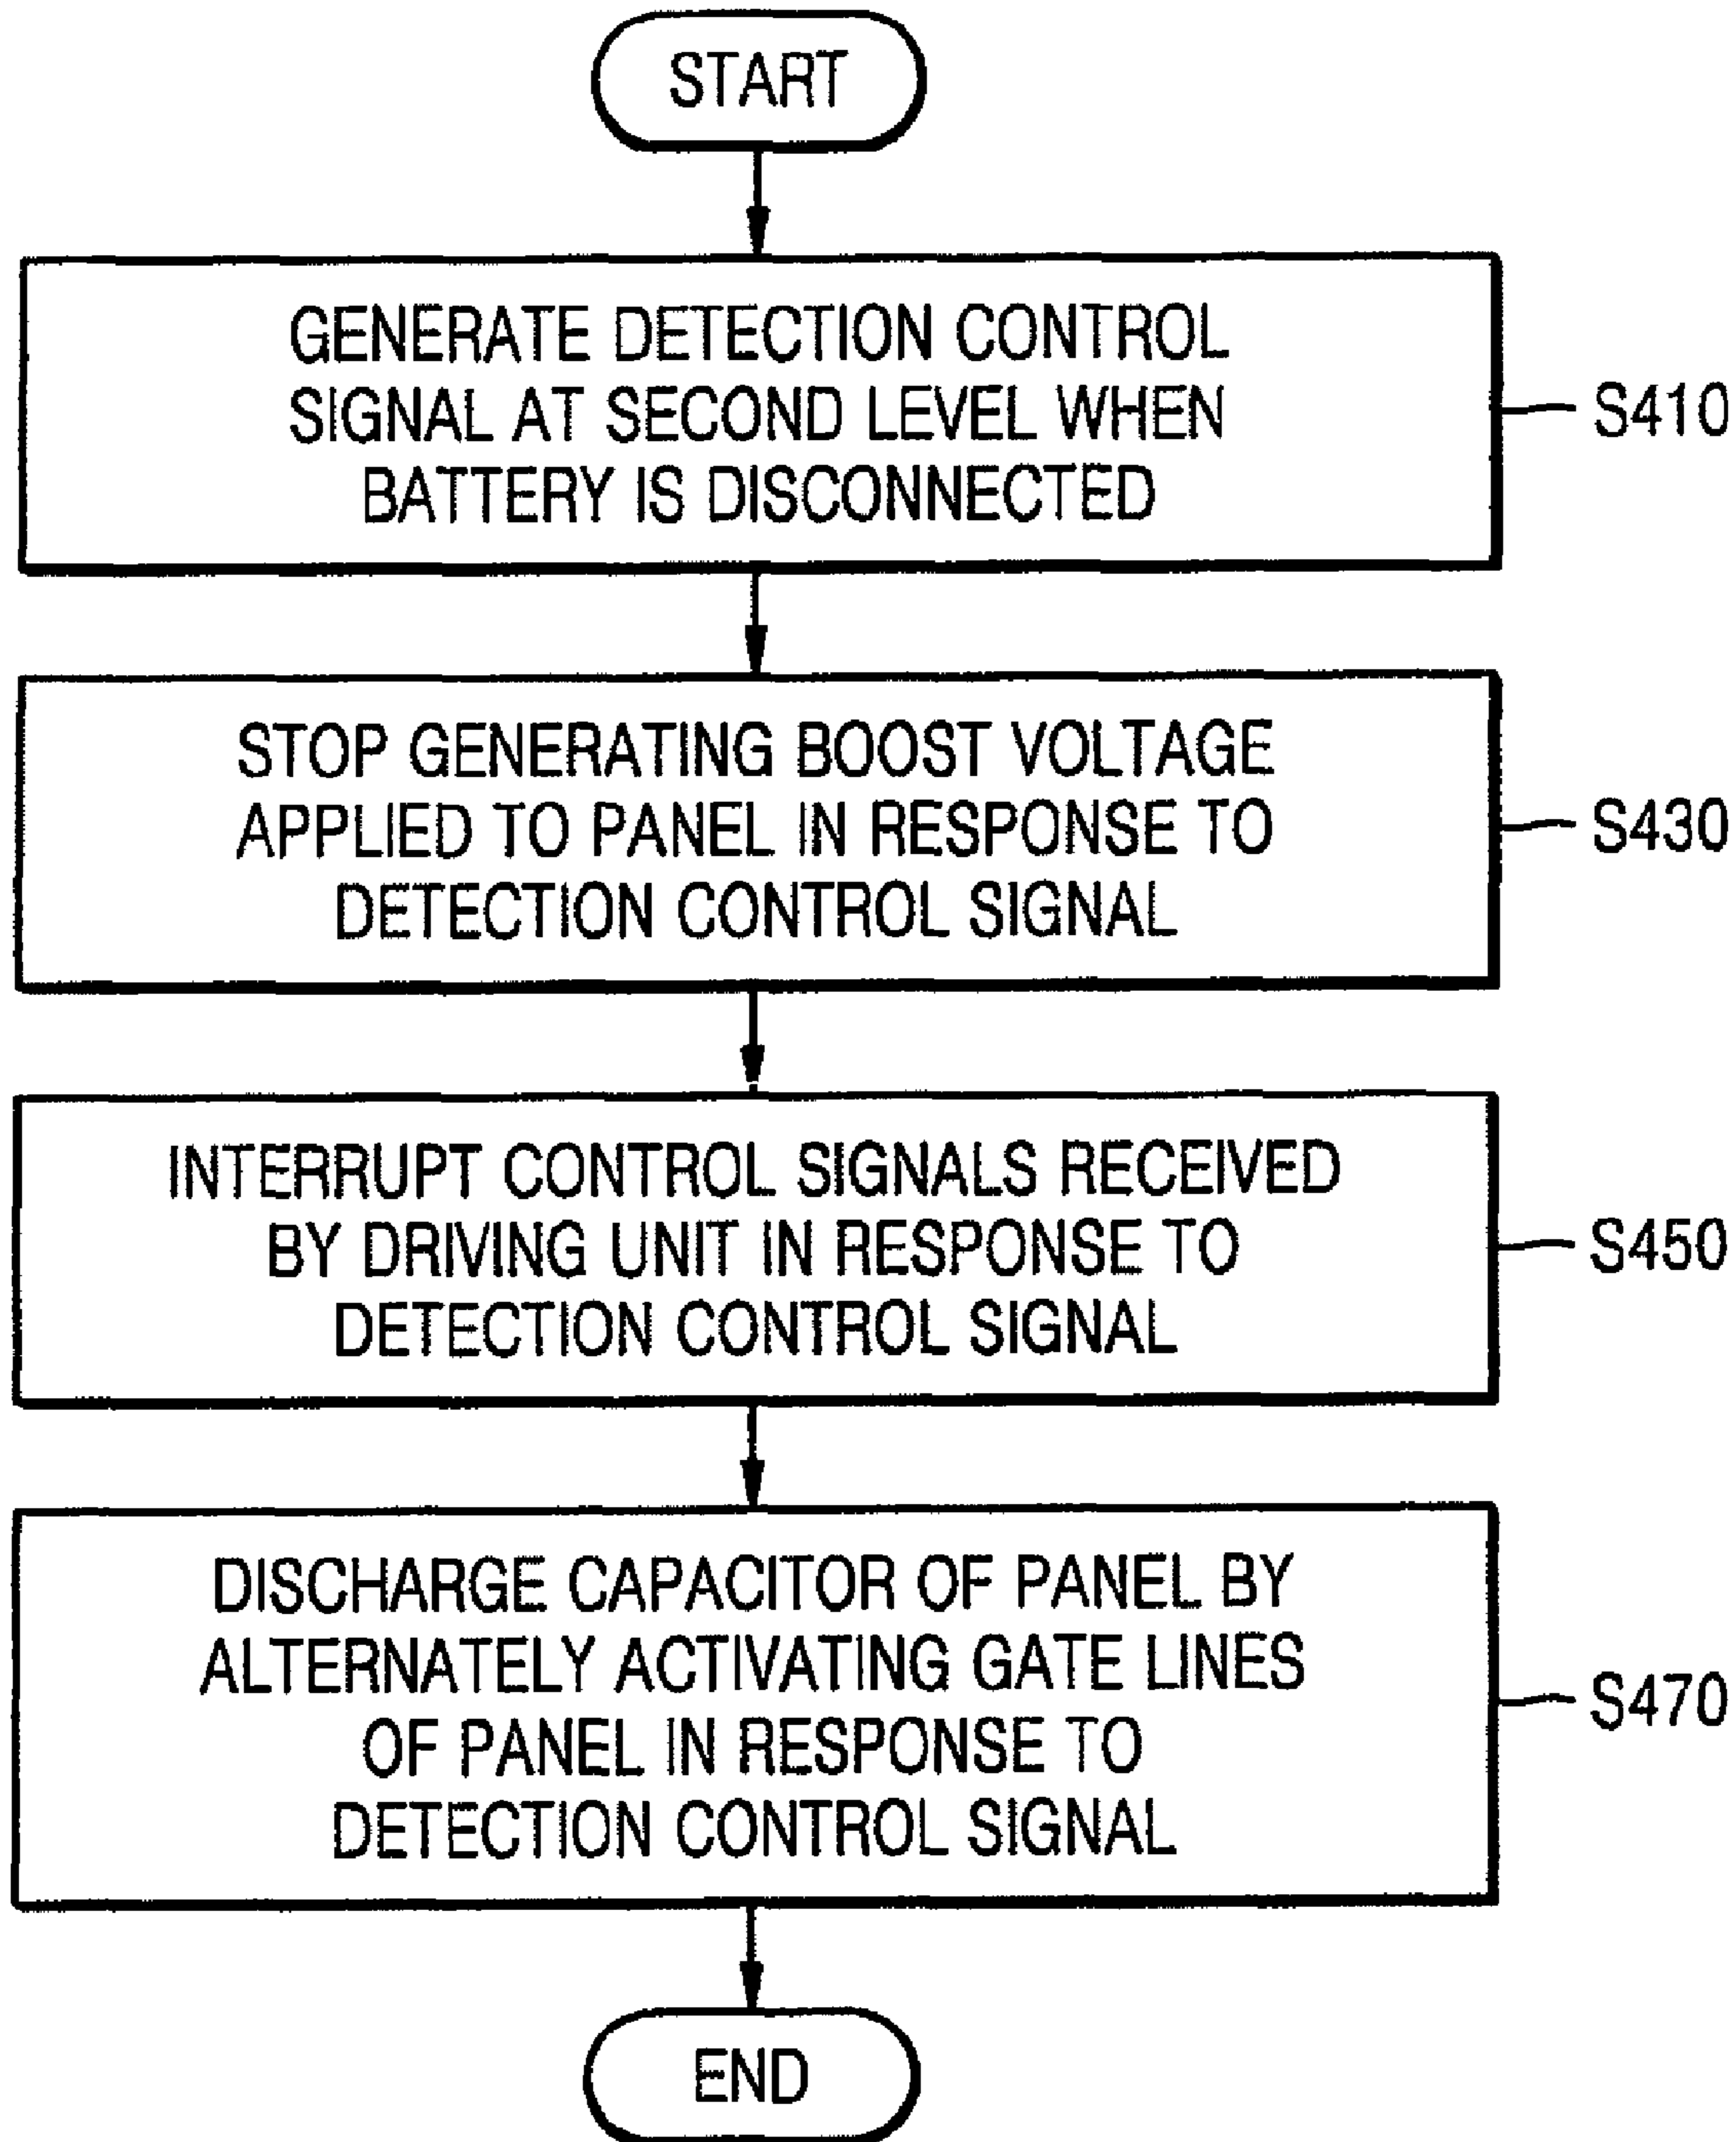 START
GENERATE DETECTION CONTROL
SIGNAL AT SECOND LEVEL WHEN
BATTERY IS DISCONNECTED
S410
STOP GENERATING BOOST VOLTAGE
APPLIED TO PANEL IN RESPONSE TO
DETECTION CONTROL SIGNAL
S430
INTERRUPT CONTROL SIGNALS RECEIVED
BY DRIVING UNIT IN RESPONSE TO
DETECTION CONTROL SIGNAL
S450
DISCHARGE CAPACITOR OF PANEL BY
ALTERNATELY ACTIVATING GATE LINES
OF PANEL IN RESPONSE TO
DETECTION CONTROL SIGNAL
S470
END